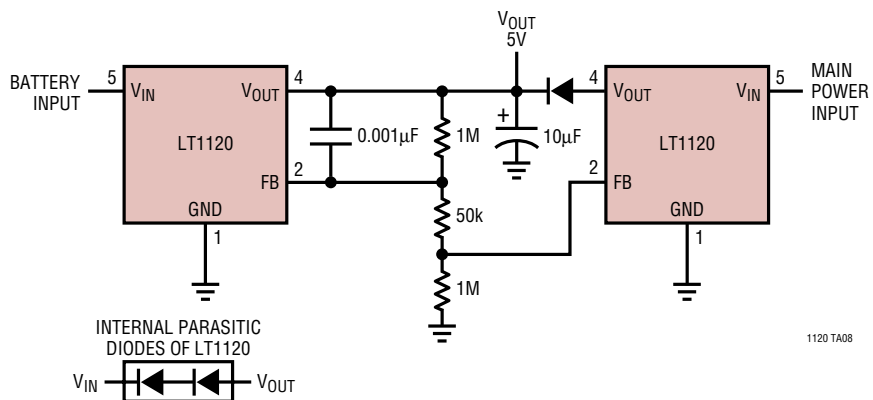 VOUT
5V
BATTERY
INPUT
5
VIN
VOUT
4
LT1120
FB
2
GND
1
0.001µF
1M
50k
1M
+
10µF
4
VOUT
VIN
5
LT1120
2
FB
GND
1
MAIN
POWER
INPUT
INTERNAL PARASITIC
DIODES OF LT1120
VIN
VOUT
1120 TA08